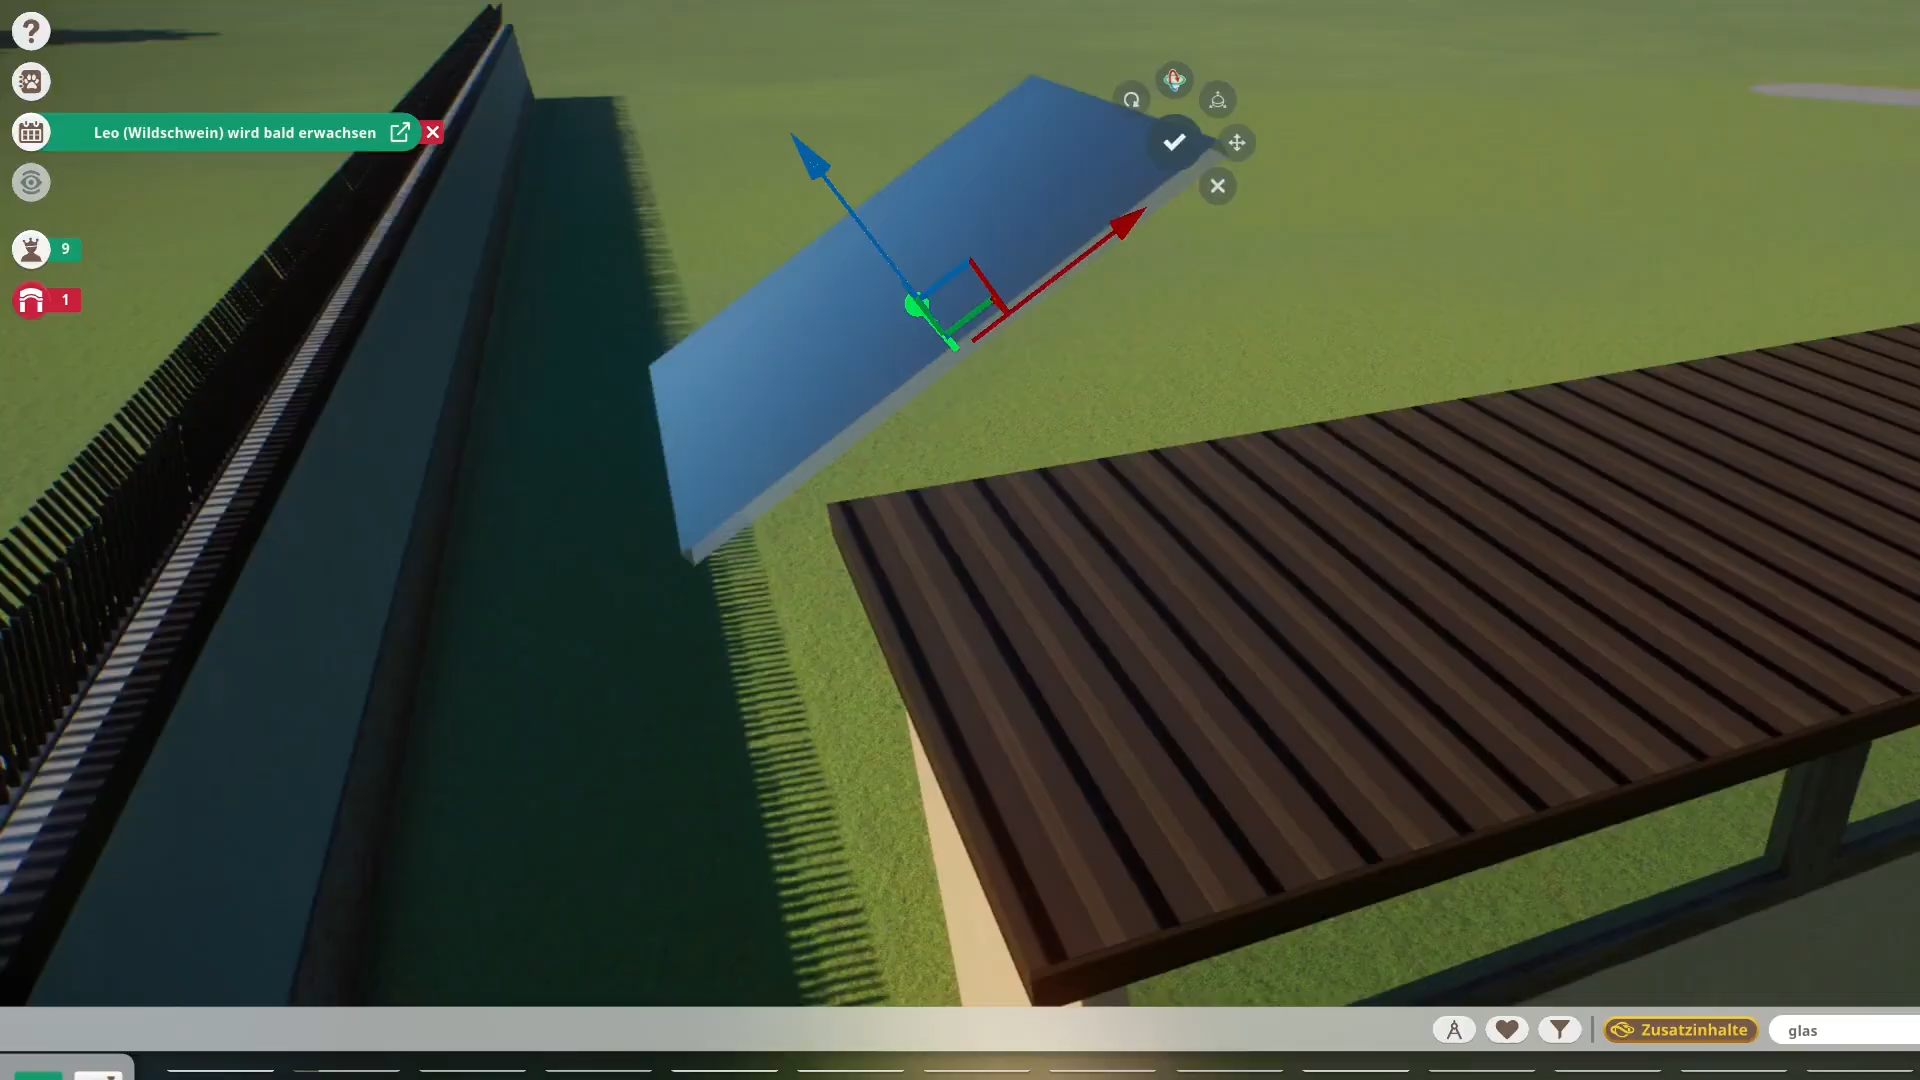 ?
Leo (Wildschwein) wird bald erwachsen
9
1
Zusatzinhalte
glas